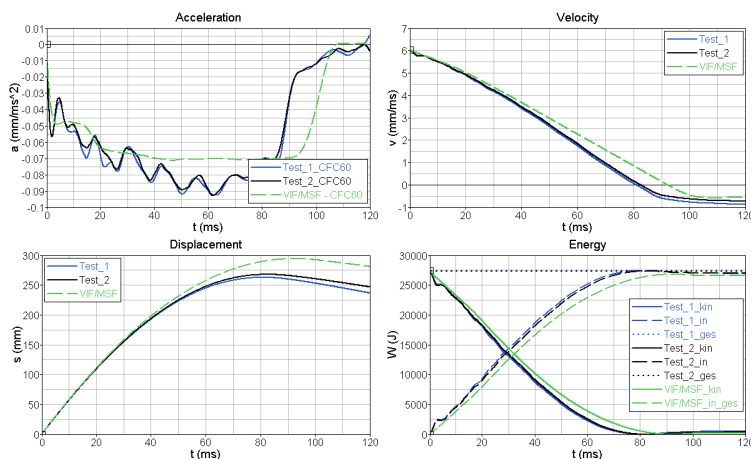 Acceleration
0.01
0
-0.01
-0.02
-0.03
-0.04
-0.05
-0.06
-0.07
-0.08
-0.09
-0.1
a (mm/ms^2)
Test_1_CFC60
Test_2_CFC60
VIF/MSF - CFC60
0 20 40 60 80 100 120
t (ms)
Velocity
7
6
5
4
3
2
1
0
-1
v (mm/ms)
Test_1
Test_2
VIF/MSF
0 20 40 60 80 100 120
t (ms)
Displacement
300
250
200
150
100
50
0
s (mm)
Test_1
Test_2
VIF/MSF
0 20 40 60 80 100 120
t (ms)
Energy
30000
25000
20000
15000
10000
5000
0
W (J)
Test_1_kin
Test_1_in
Test_1_ges
Test_2_kin
Test_2_in
Test_2_ges
VIF/MSF_kin
VIF/MSF_in_ges
0 20 40 60 80 100 120
t (ms)